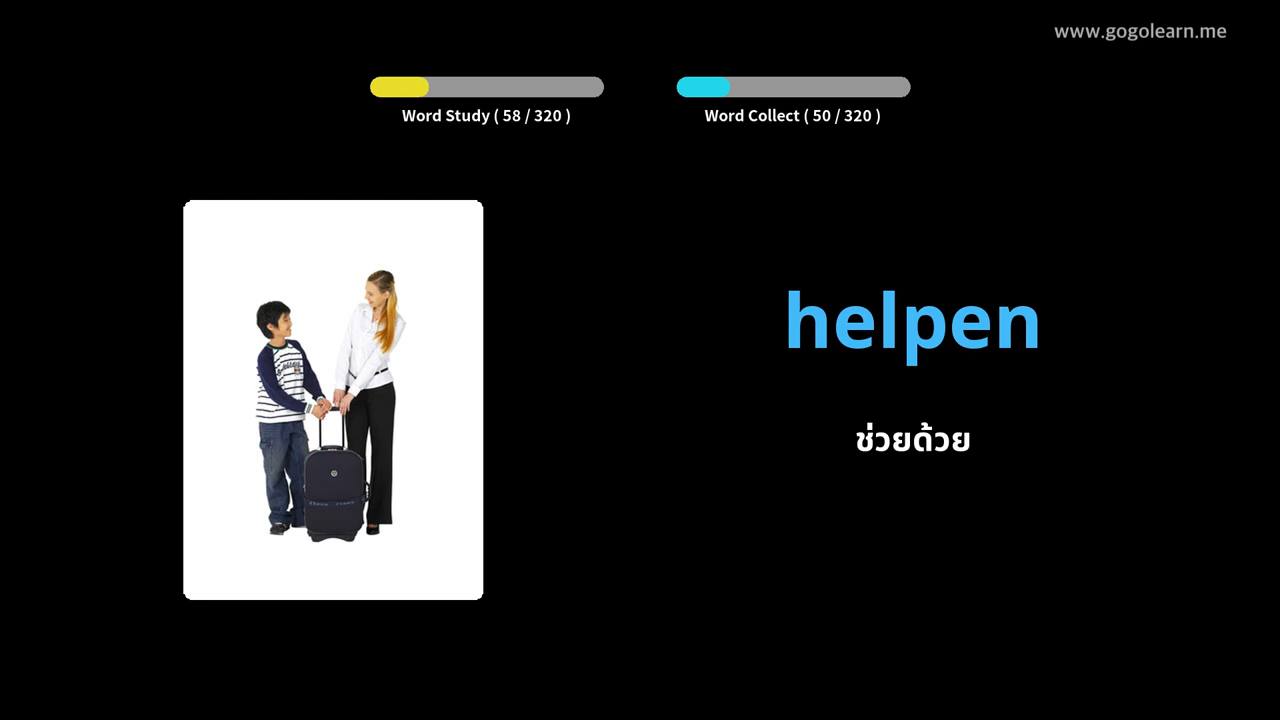 www.gogolearn.me
Word Study ( 58 / 320 )
Word Collect ( 50 / 320 )
helpen
ช่วยด้วย